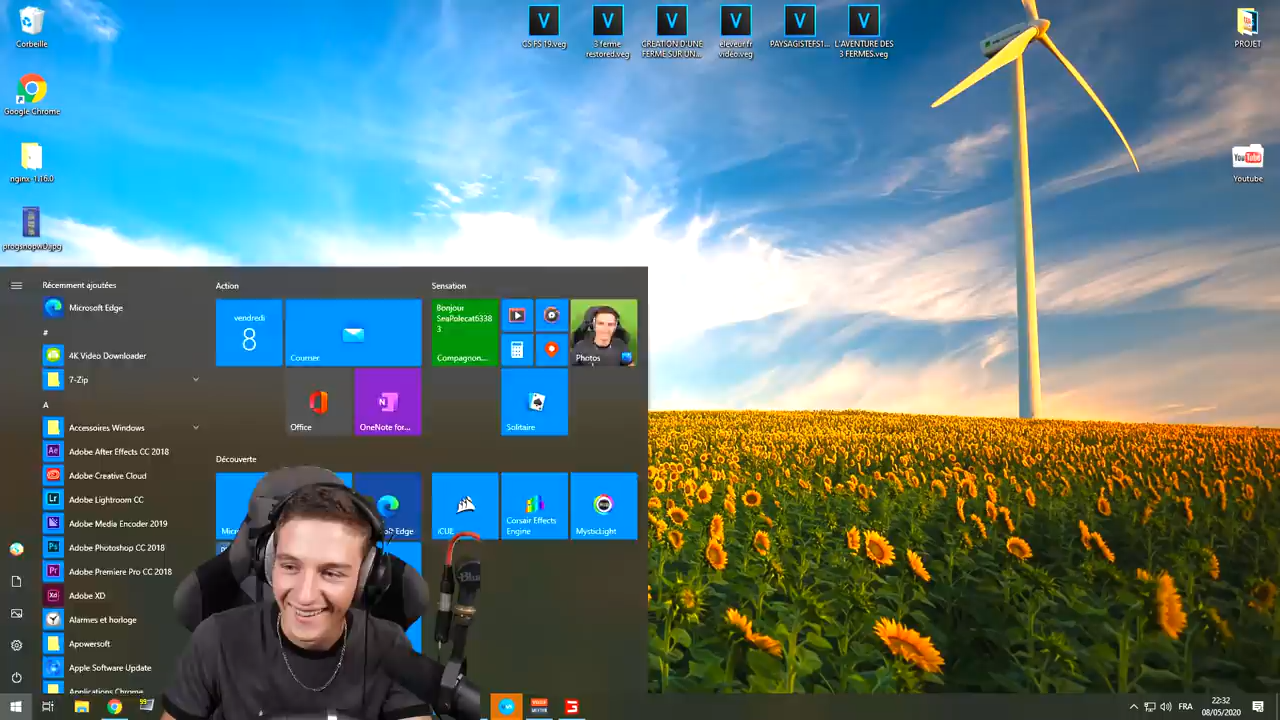 Corbeille
Google Chrome
nginx-1.16.0
CS FS 19.veg
3 ferme
restored.veg
CREATION D'UNE
FERME SUR UN...
eleveur.fr
video.veg
PAYSAGISTEFS1...
L'AVENTURE DES
3 FERMES.veg
PROJET
YouTube
Youtube
Récemment ajoutées
Microsoft Edge
#
4K Video Downloader
7-Zip
A
Accessoires Windows
Adobe After Effects CC 2018
Adobe Creative Cloud
Adobe Lightroom CC
Adobe Media Encoder 2019
Adobe Photoshop CC 2018
Adobe Premiere Pro CC 2018
Adobe XD
Alarmes et horloge
Apowersoft
Apple Software Update
Applications Chrome
Action
vendredi
8
Courrier
Office
OneNote for...
Sensation
Bonjour
SeaPolecat6338
3
Compagnon...
Photos
Solitaire
Découverte
Edge
iCUE
Corsair Effects
Engine
MysticLight
Blue
99
FRA
22:32
08/05/2020